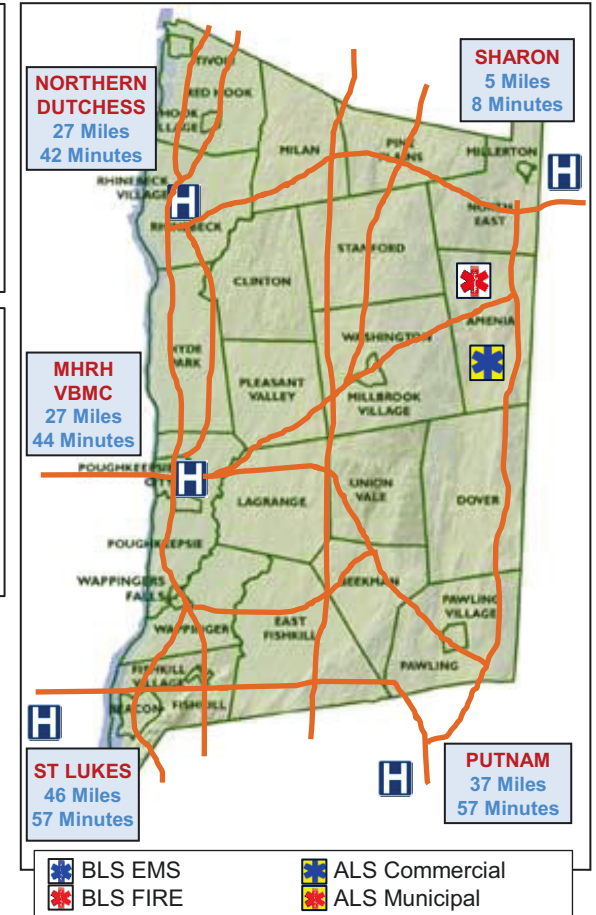 NORTHERN
DUTCHESS
27 Miles
42 Minutes
SHARON
5 Miles
8 Minutes
TIVOLI
RED HOOK
HOOK
VILLAGE
MILAN
PINE
PLAINS
MILLERTON
RHINEBECK
VILLAGE
H
H
RHINEBECK
NORTH
EAST
STANFORD
CLINTON
AMENIA
WASHINGTON
HYDE
PARK
MHRH
VBMC
27 Miles
44 Minutes
PLEASANT
VALLEY
MILLBROOK
VILLAGE
POUGHKEEPSIE
CITY
H
LAGRANGE
UNION
VALE
DOVER
POUGHKEEPSIE
WAPPINGERS
FALLS
BEEKMAN
PAWLING
VILLAGE
WAPPINGER
EAST
FISHKILL
FISHKILL
VILLAGE
PAWLING
BEACON
FISHKILL
H
H
ST LUKES
46 Miles
57 Minutes
PUTNAM
37 Miles
57 Minutes
BLS EMS
ALS Commercial
BLS FIRE
ALS Municipal